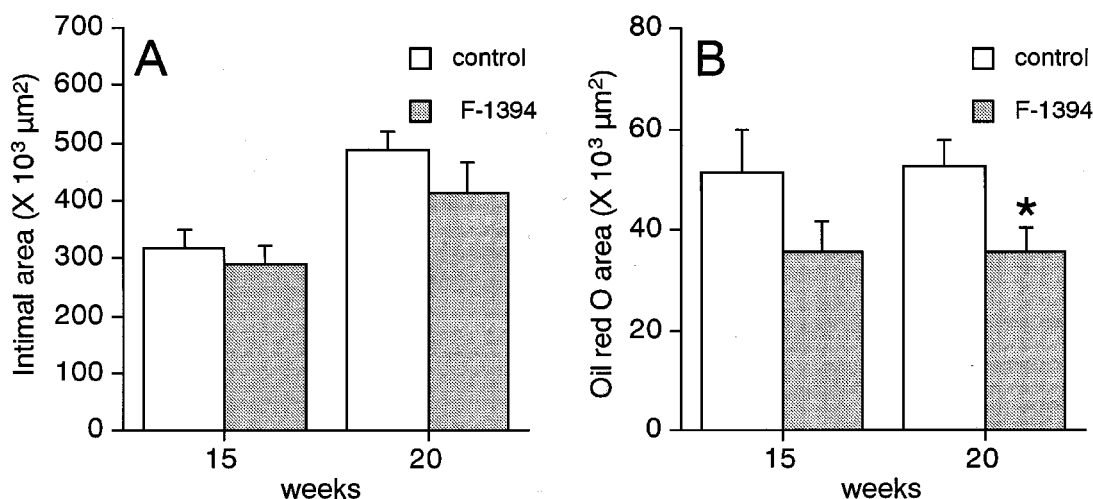 A
control
F-1394
Intimal area (X 10³ µm²)
700
600
500
400
300
200
100
0
15
20
weeks
B
control
F-1394
*
Oil red O area (X 10³ µm²)
80
60
40
20
0
15
20
weeks